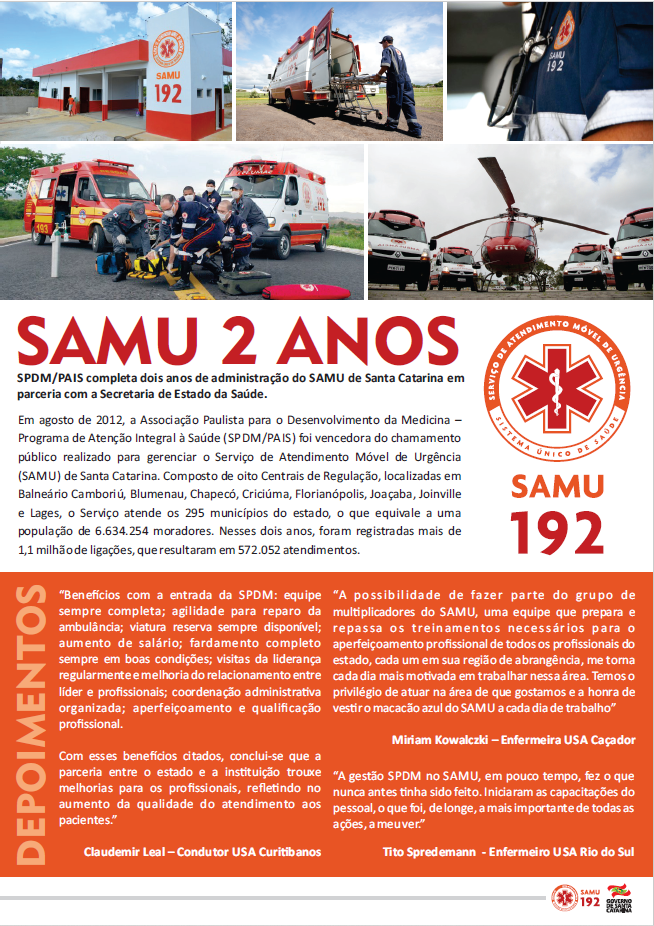 SAMU
192
SAMU
192
193
GTA
SAMU 2 ANOS
SPDM/PAIS completa dois anos de administração do SAMU de Santa Catarina em
parceria com a Secretaria de Estado da Saúde.
Em agosto de 2012, a Associação Paulista para o Desenvolvimento da Medicina –
Programa de Atenção Integral à Saúde (SPDM/PAIS) foi vencedora do chamamento
público realizado para gerenciar o Serviço de Atendimento Móvel de Urgência
(SAMU) de Santa Catarina. Composto de oito Centrais de Regulação, localizadas em
Balneário Camboriú, Blumenau, Chapecó, Criciúma, Florianópolis, Joaçaba, Joinville
e Lages, o Serviço atende os 295 municípios do estado, o que equivale a uma
população de 6.634.254 moradores. Nesses dois anos, foram registradas mais de
1,1 milhão de ligações, que resultaram em 572.052 atendimentos.
SERVIÇO DE ATENDIMENTO MÓVEL DE URGÊNCIA
SISTEMA ÚNICO DE SAÚDE
SAMU
192
DEPOIMENTOS
“Benefícios com a entrada da SPDM: equipe
sempre completa; agilidade para reparo da
ambulância; viatura reserva sempre disponível;
aumento de salário; fardamento completo
sempre em boas condições; visitas da liderança
regularmente e melhoria do relacionamento entre
líder e profissionais; coordenação administrativa
organizada; aperfeiçoamento e qualificação
profissional.
Com esses benefícios citados, conclui-se que a
parceria entre o estado e a instituição trouxe
melhorias para os profissionais, refletindo no
aumento da qualidade do atendimento aos
pacientes.”
Claudemir Leal – Condutor USA Curitibanos
“A possibilidade de fazer parte do grupo de
multiplicadores do SAMU, uma equipe que prepara e
repassa os treinamentos necessários para o
aperfeiçoamento profissional de todos os profissionais do
estado, cada um em sua região de abrangência, me torna
cada dia mais motivada em trabalhar nessa área. Temos o
privilégio de atuar na área de que gostamos e a honra de
vestir o macacão azul do SAMU a cada dia de trabalho”
Miriam Kowalczki – Enfermeira USA Caçador
“A gestão SPDM no SAMU, em pouco tempo, fez o que
nunca antes tinha sido feito. Iniciaram as capacitações do
pessoal, o que foi, de longe, a mais importante de todas as
ações, a meu ver.”
Tito Spredemann - Enfermeiro USA Rio do Sul
SAMU
192
GOVERNO
DE SANTA
CATARINA